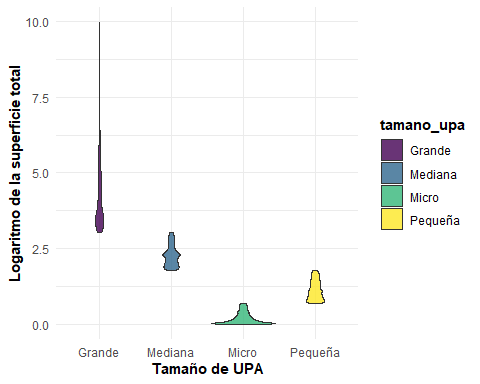 10.0
7.5
5.0
2.5
0.0
Logaritmo de la superficie total
Grande
Mediana
Micro
Pequeña
Tamaño de UPA
tamano_upa
Grande
Mediana
Micro
Pequeña